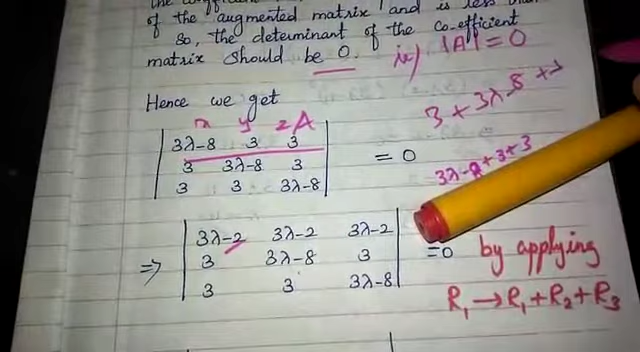 of the augmented matrix and is less
So, the determinant of the co-efficient
matrix should be 0. ie) |A| = 0
Hence we get
3 + 3λ-8 +3
x y z A
3λ-8 3 3
3 3λ-8 3 = 0
3 3 3λ-8
3λ-8+3+3
3λ-2 3λ-2 3λ-2
⇒ 3 3λ-8 3 =0 by applying
3 3 3λ-8 R₁→R₁+R₂+R₃